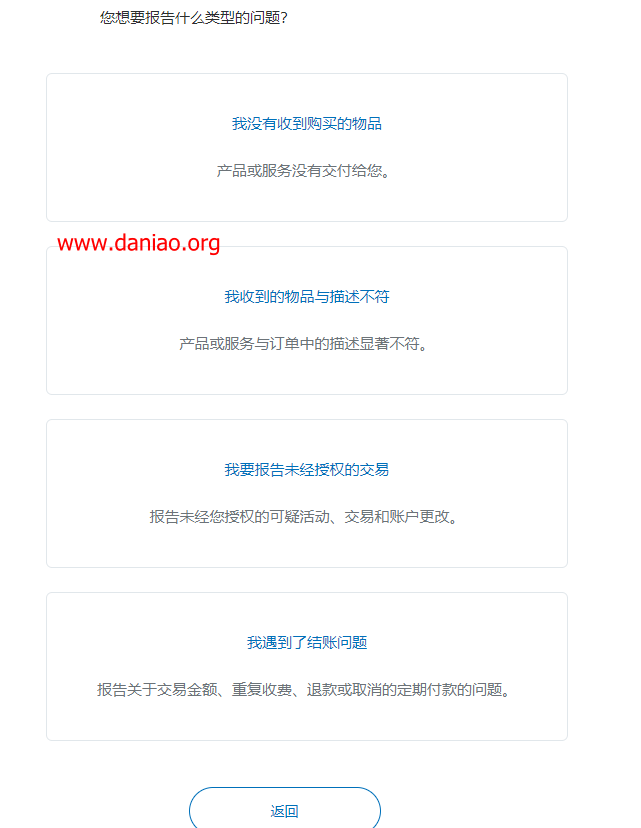 您想要报告什么类型的问题?
我没有收到购买的物品
产品或服务没有交付给您。
www.daniao.org
我收到的物品与描述不符
产品或服务与订单中的描述显著不符。
我要报告未经授权的交易
报告未经您授权的可疑活动、交易和账户更改。
我遇到了结账问题
报告关于交易金额、重复收费、退款或取消的定期付款的问题。
返回